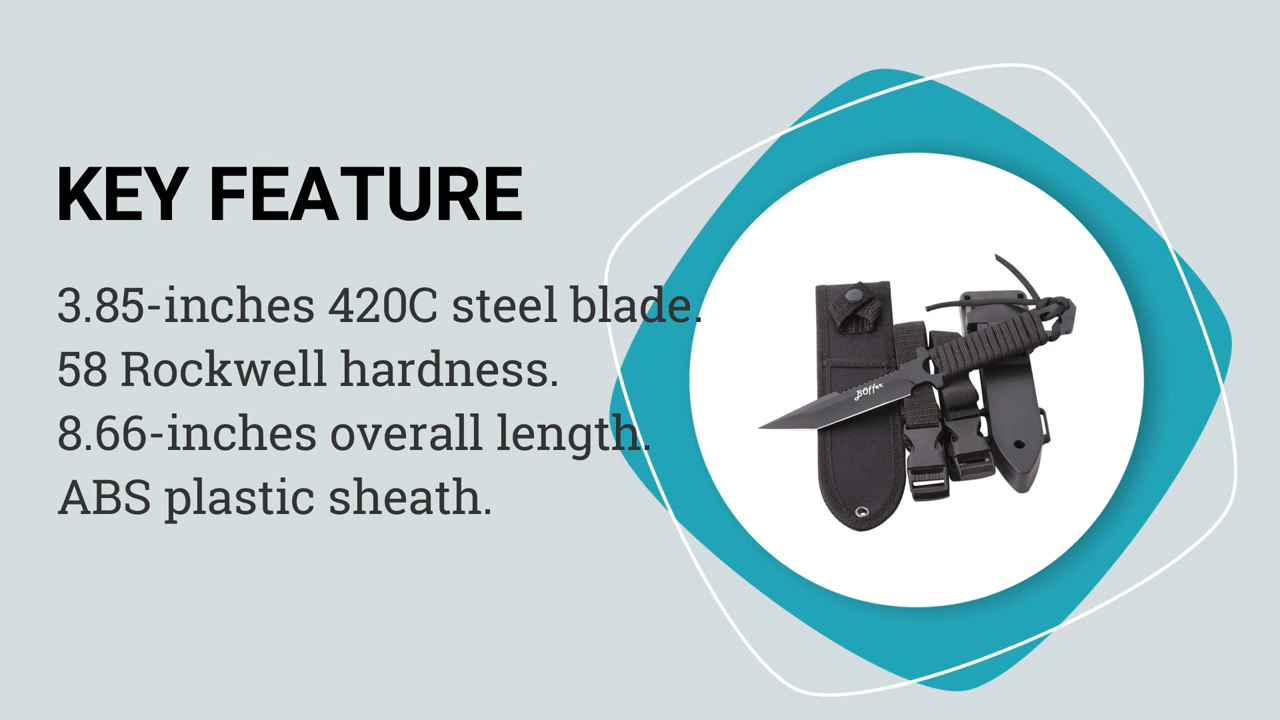 KEY FEATURE
3.85-inches 420C steel blade.
58 Rockwell hardness.
8.66-inches overall length.
ABS plastic sheath.
BOffer